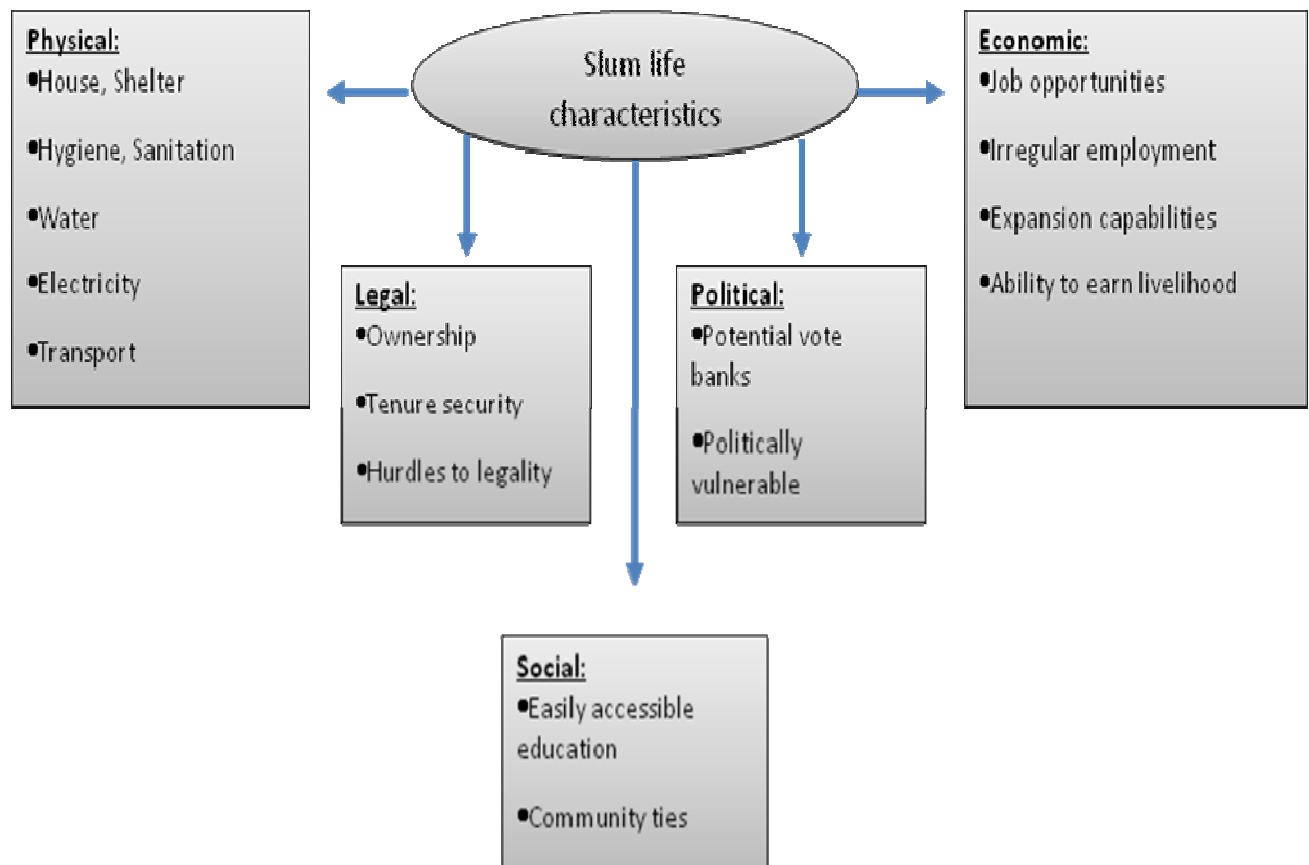 Slum life
characteristics
Physical:
•House, Shelter
•Hygiene, Sanitation
•Water
•Electricity
•Transport
Legal:
•Ownership
•Tenure security
•Hurdles to legality
Political:
•Potential vote
banks
•Politically
vulnerable
Economic:
•Job opportunities
•Irregular employment
•Expansion capabilities
•Ability to earn livelihood
Social:
•Easily accessible
education
•Community ties